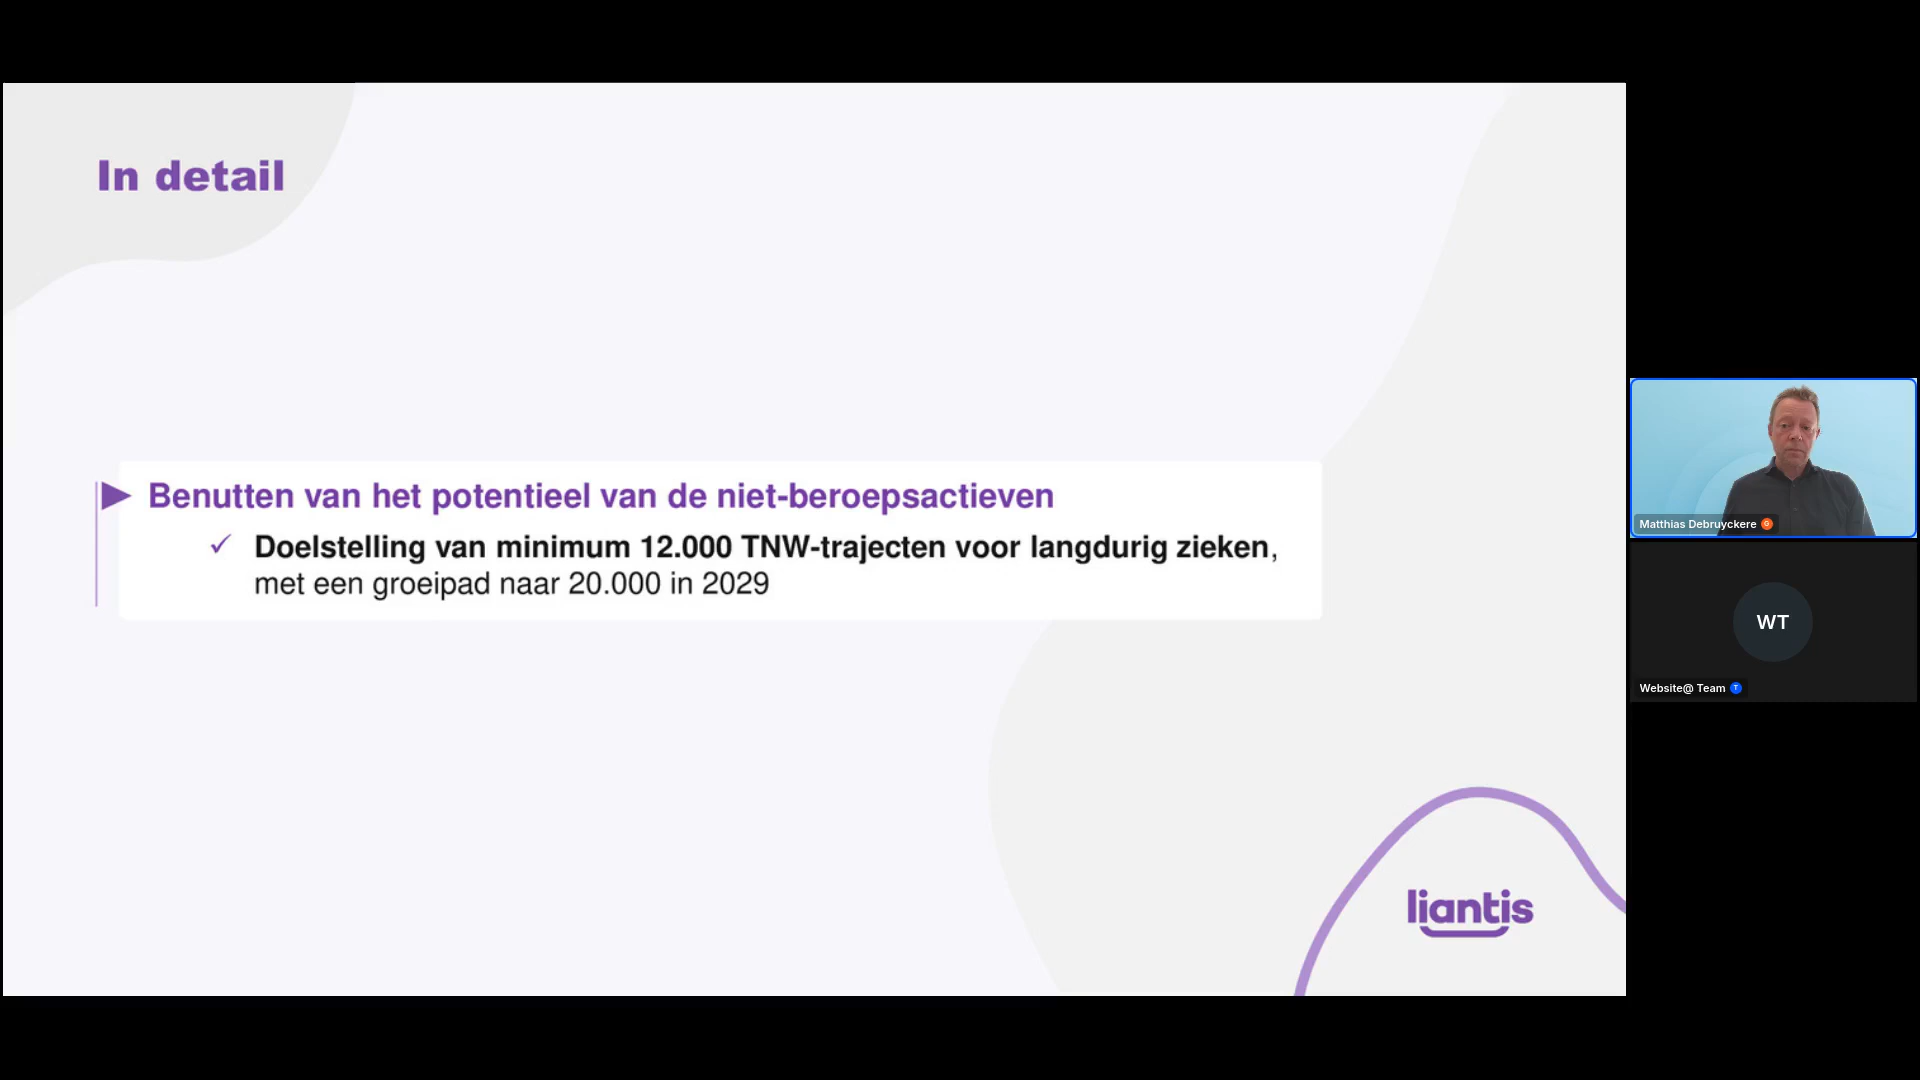 In detail
Benutten van het potentieel van de niet-beroepsactieven
✓ Doelstelling van minimum 12.000 TNW-trajecten voor langdurig zieken,
met een groeipad naar 20.000 in 2029
liantis
Matthias Debruyckere G
WT
Website@ Team T